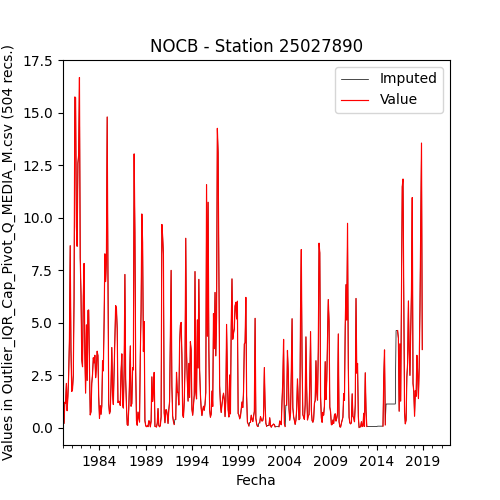 NOCB - Station 25027890
Imputed
Value
17.5
15.0
12.5
10.0
7.5
5.0
2.5
0.0
Values in Outlier_IQR_Cap_Pivot_Q_MEDIA_M.csv (504 recs.)
1984 1989 1994 1999 2004 2009 2014 2019
Fecha